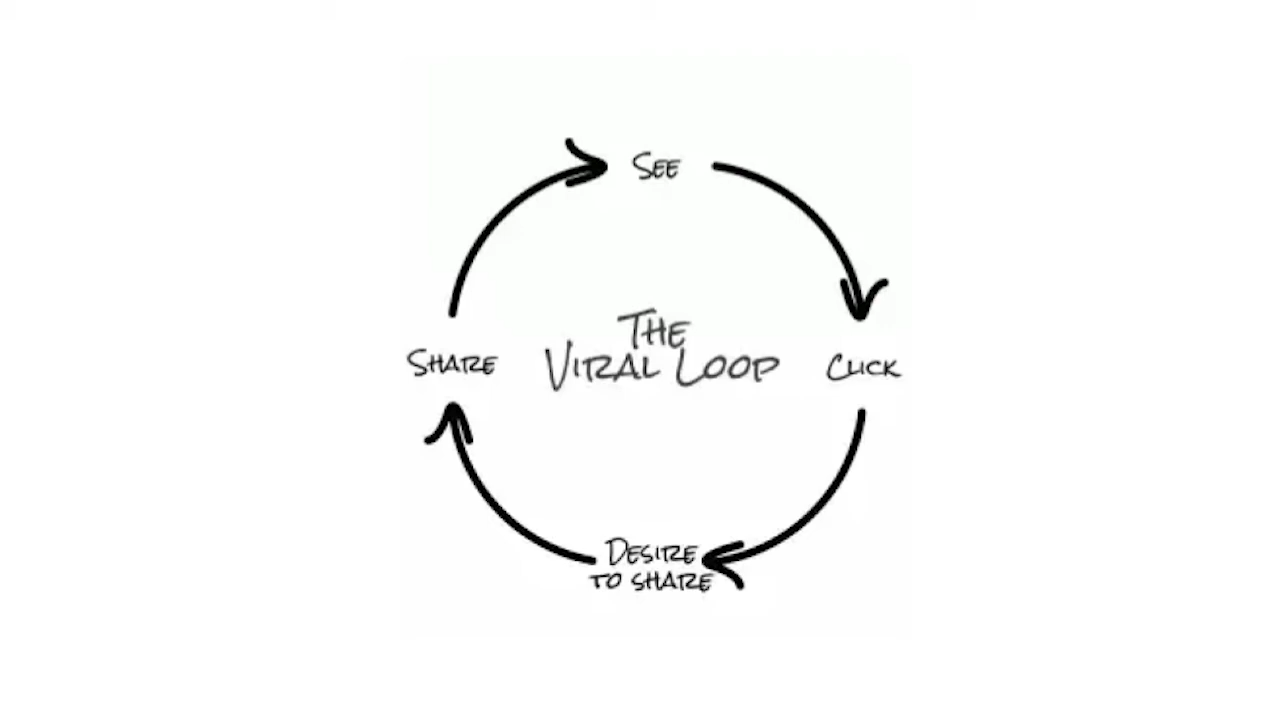 See
The
Viral Loop
Share
Click
Desire
to share